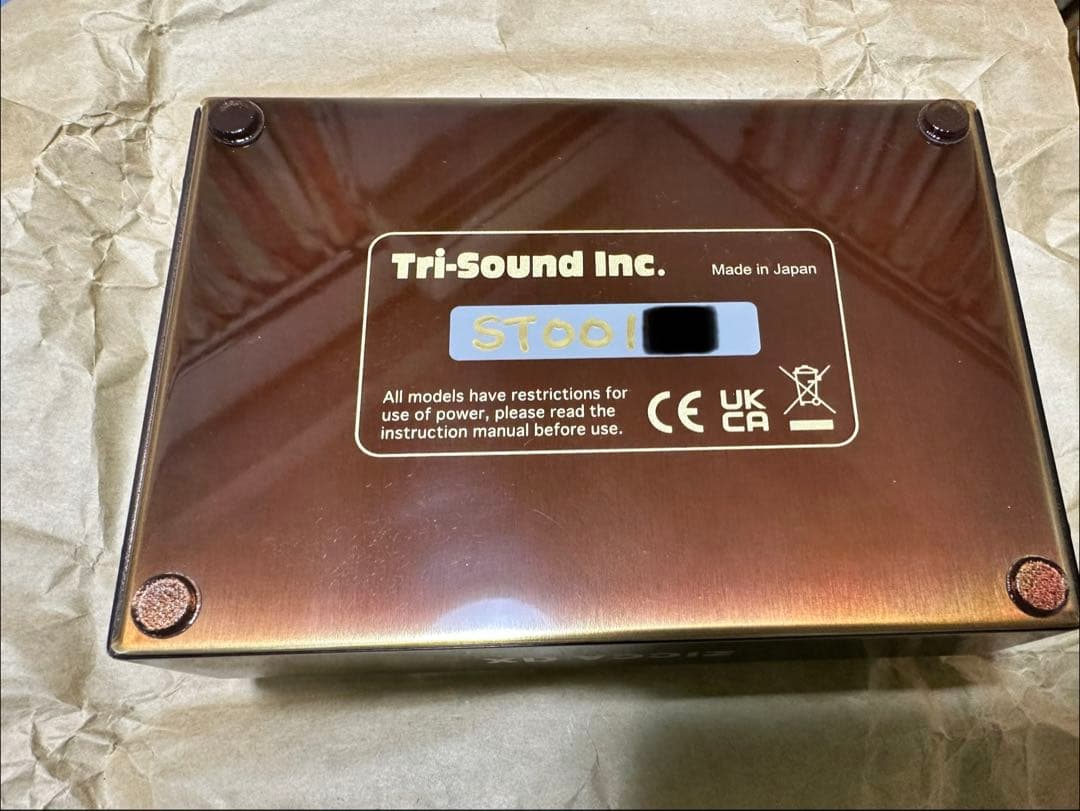 Tri-Sound Inc.
Made in Japan
ST001
All models have restrictions for
use of power, please read the
instruction manual before use.
CE
UK
CA